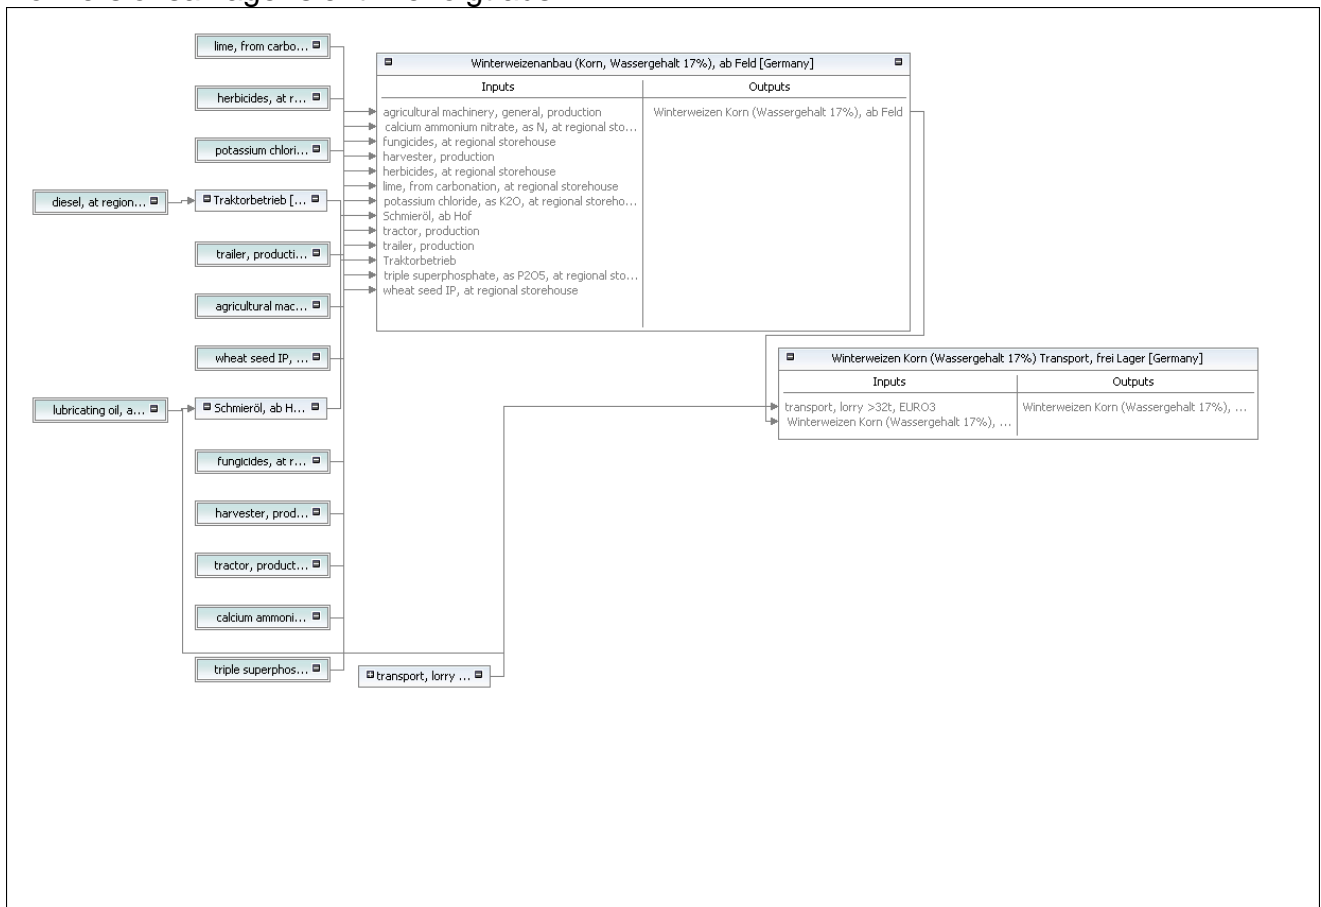 lime, from carbo...
herbicides, at r...
potassium chlori...
diesel, at region...
Traktorbetrieb [...
trailer, producti...
agricultural mac...
wheat seed IP, ...
lubricating oil, a...
Schmieröl, ab H...
fungicides, at r...
harvester, prod...
tractor, product...
calcium ammoni...
triple superphos...
transport, lorry ...
Winterweizenanbau (Korn, Wassergehalt 17%), ab Feld [Germany]
Inputs
Outputs
agricultural machinery, general, production
calcium ammonium nitrate, as N, at regional sto...
fungicides, at regional storehouse
harvester, production
herbicides, at regional storehouse
lime, from carbonation, at regional storehouse
potassium chloride, as K2O, at regional storeho...
Schmieröl, ab Hof
tractor, production
trailer, production
Traktorbetrieb
triple superphosphate, as P2O5, at regional sto...
wheat seed IP, at regional storehouse
Winterweizen Korn (Wassergehalt 17%), ab Feld
Winterweizen Korn (Wassergehalt 17%) Transport, frei Lager [Germany]
Inputs
Outputs
transport, lorry >32t, EURO3
Winterweizen Korn (Wassergehalt 17%), ...
Winterweizen Korn (Wassergehalt 17%), ...